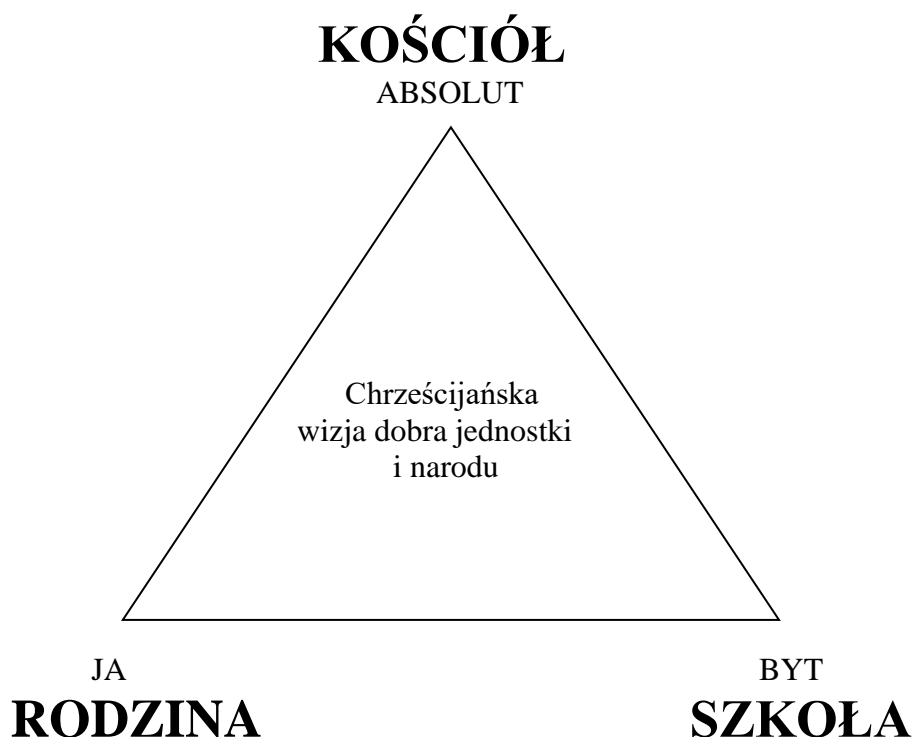 KOŚCIÓŁ
ABSOLUT
Chrześcijańska
wizja dobra jednostki
i narodu
JA
RODZINA
BYT
SZKOŁA